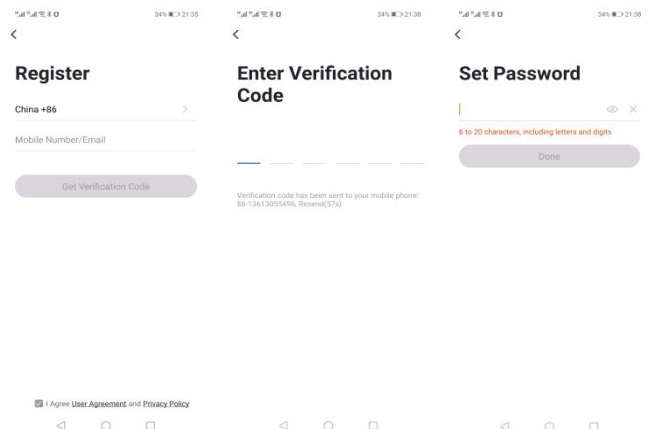 34% 21:35
Register
China +86
Mobile Number/Email
Get Verification Code
I Agree User Agreement and Privacy Policy
34% 21:38
Enter Verification
Code
Verification code has been sent to your mobile phone:
86-13613055496, Resend(57s)
34% 21:38
Set Password
6 to 20 characters, including letters and digits
Done